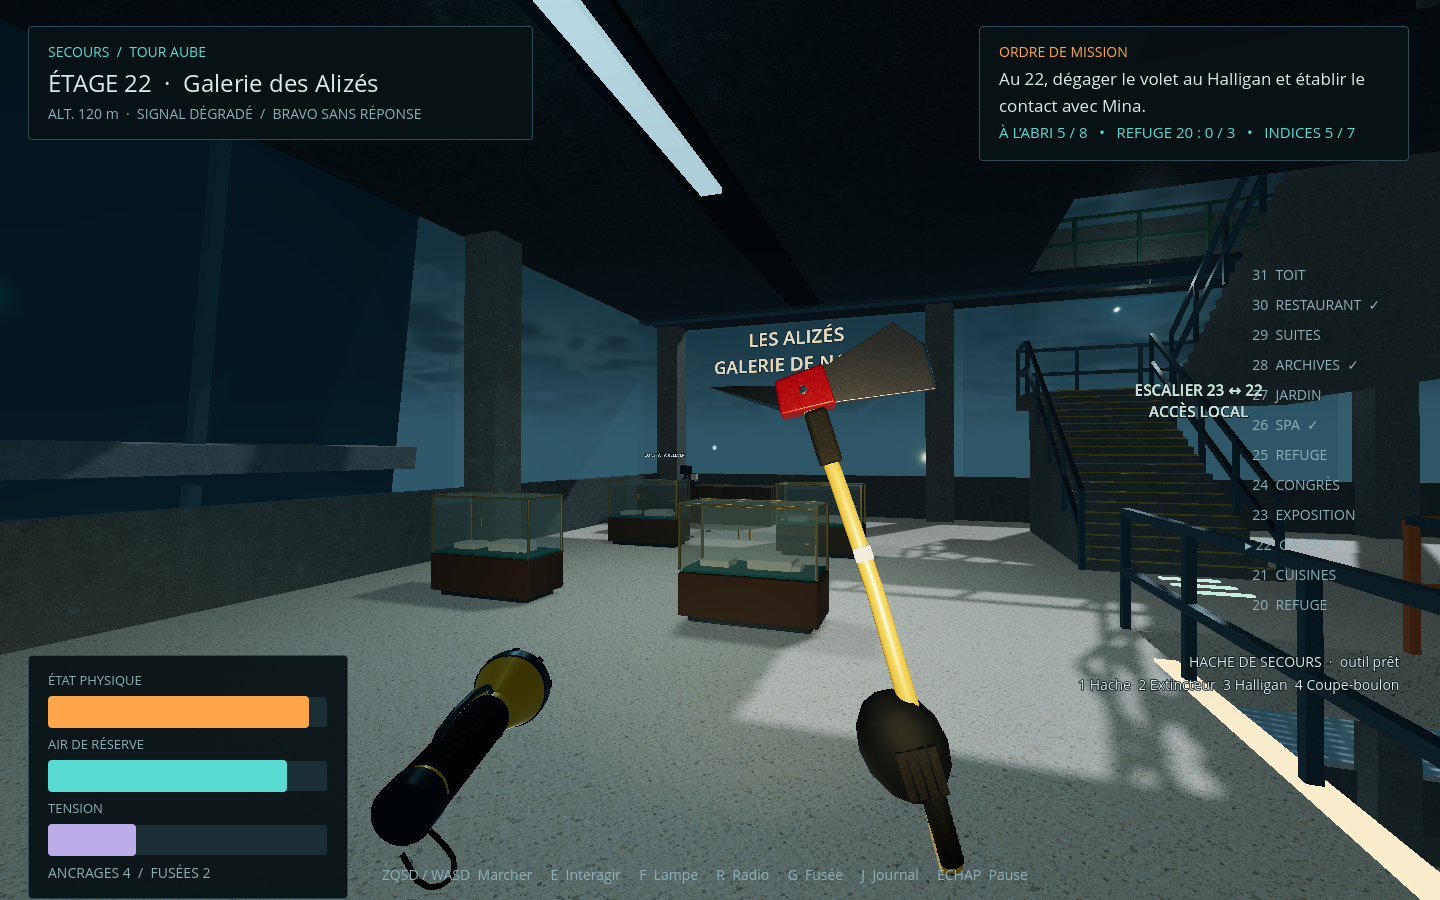 SECOURS / TOUR AUBE
ÉTAGE 22 · Galerie des Alizés
ALT. 120 m · SIGNAL DÉGRADÉ / BRAVO SANS RÉPONSE
ORDRE DE MISSION
Au 22, dégager le volet au Halligan et établir le
contact avec Mina.
À L'ABRI 5 / 8 • REFUGE 20 : 0 / 3 • INDICES 5 / 7
31 TOIT
30 RESTAURANT ✓
29 SUITES
28 ARCHIVES ✓
27 JARDIN
26 SPA ✓
25 REFUGE
24 CONGRÈS
23 EXPOSITION
▸ 22
21 CUISINES
20 REFUGE
LES ALIZÉS
GALERIE DE
ESCALIER 23 ↔ 22
ACCÈS LOCAL
HACHE DE SECOURS · outil prêt
1 Hache 2 Extincteur 3 Halligan 4 Coupe-boulon
ÉTAT PHYSIQUE
AIR DE RÉSERVE
TENSION
ANCRAGES 4 / FUSÉES 2
ZQSD / WASD Marcher E Interagir F Lampe R Radio G Fusée J Journal ECHAP Pause